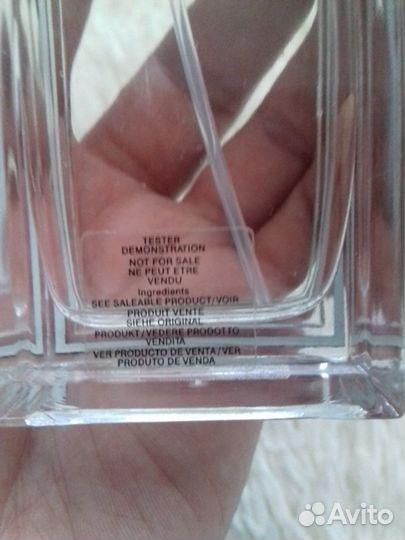 TESTER
DEMONSTRATION
NOT FOR SALE
NE PEUT ETRE
VENDU
Ingredients
SEE SALEABLE PRODUCT/VOIR
PRODUIT VENTE
SIEHE ORIGINAL
PRODUKT/VEDERE PRODOTTO
VENDITA
VER PRODUCTO DE VENTA/VER
PRODUTO DE VENDA
Avito